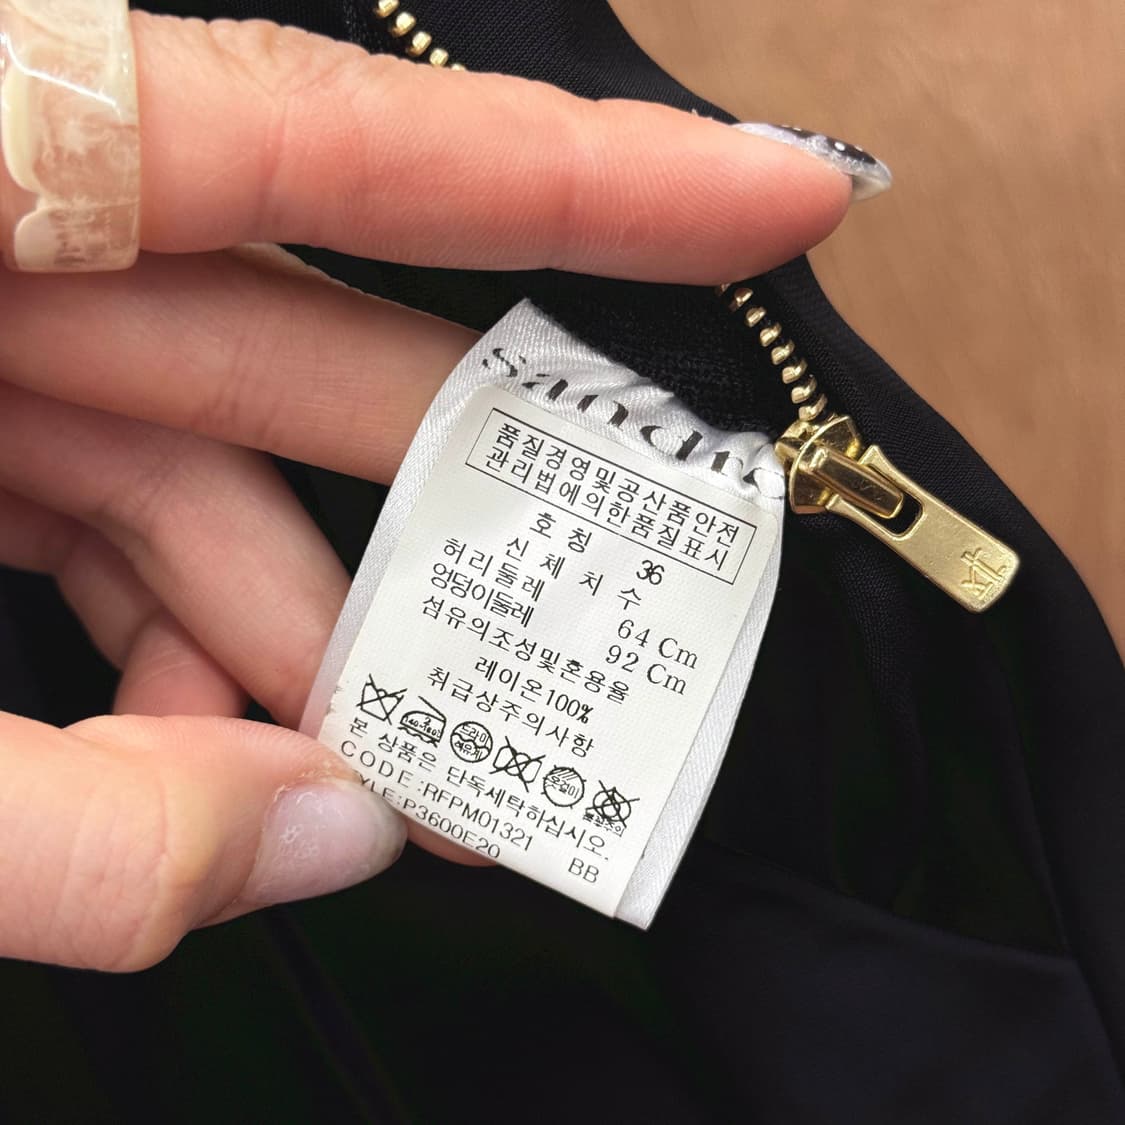 sandro
품질경영및공산품안전
관리법에의한품질표시
호 칭 36
신 체 치 수
허리둘레 64 Cm
엉덩이둘레 92 Cm
섬유의조성및혼용율
레이온100%
취급상주의사항
본 상품은 단독세탁하십시오.
CODE:RFPM01321
STYLE:P3600E20 BB